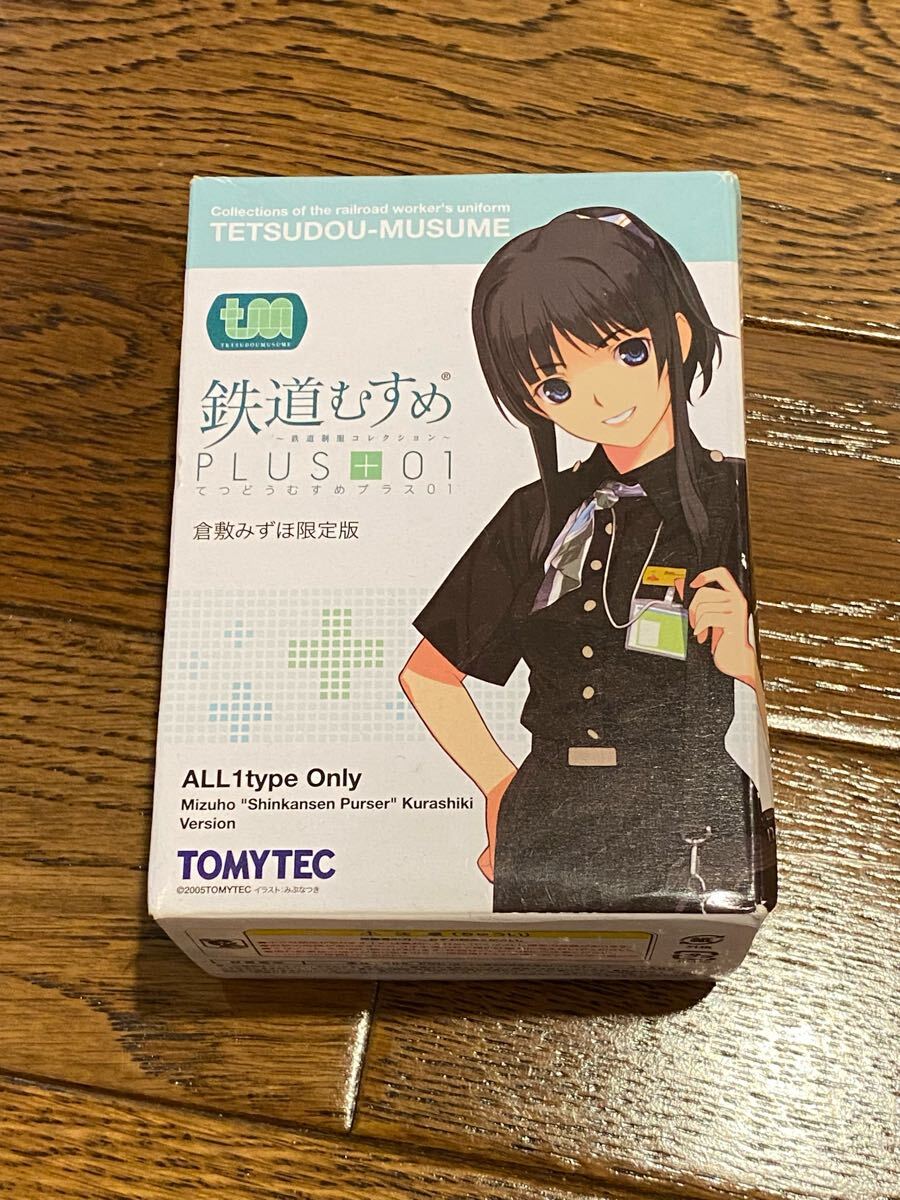 Collections of the railroad worker's uniform
TETSUDOU-MUSUME
tm
TETSUDOUMUSUME
鉄道むすめ®
～鉄道制服コレクション～
PLUS+01
てつどうむすめプラス01
倉敷みずほ限定版
ALL1type Only
Mizuho "Shinkansen Purser" Kurashiki
Version
TOMYTEC
©2005TOMYTEC イラスト:みぶなつき